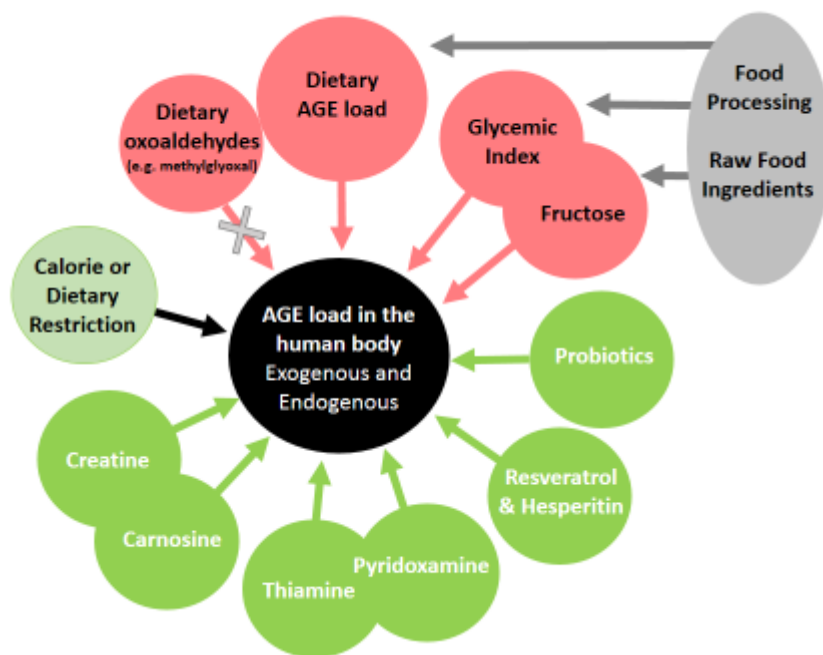 Dietary
AGE load
Dietary
oxoaldehydes
(e.g. methylglyoxal)
Glycemic
Index
Fructose
Food
Processing
Raw Food
Ingredients
Calorie or
Dietary
Restriction
AGE load in the
human body
Exogenous and
Endogenous
Probiotics
Resveratrol
& Hesperitin
Creatine
Carnosine
Thiamine
Pyridoxamine